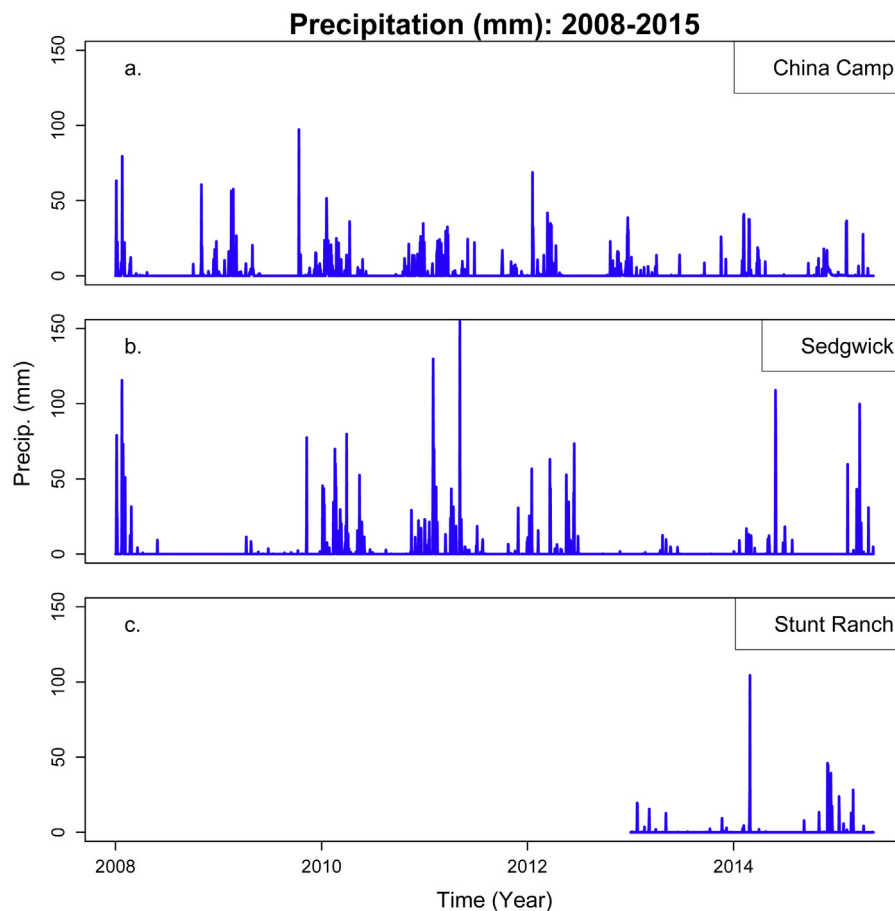 Precipitation (mm): 2008-2015
a.
China Camp
150
100
50
0
b.
Sedgwick
150
100
50
0
c.
Stunt Ranch
150
100
50
0
Precip. (mm)
2008 2010 2012 2014
Time (Year)